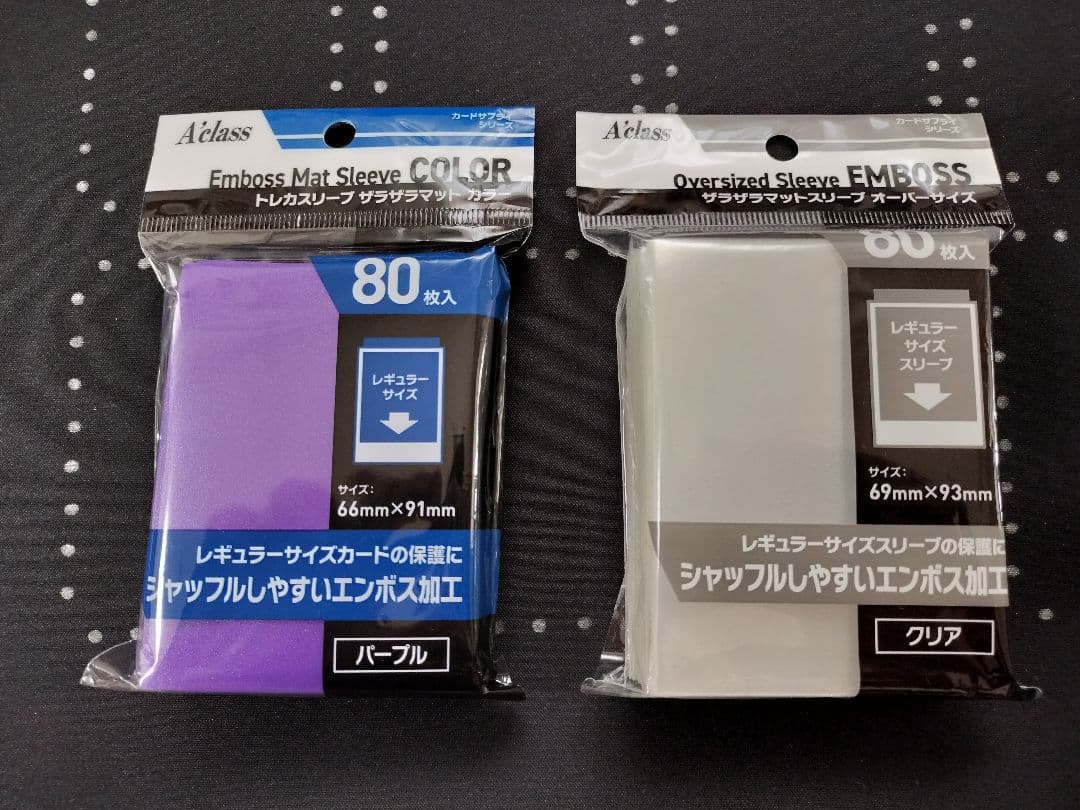 A'class
カードサプライ
シリーズ
Emboss Mat Sleeve COLOR
トレカスリーブ ザラザラマット カラー
80枚入
レギュラー
サイズ
サイズ:
66mm×91mm
レギュラーサイズカードの保護に
シャッフルしやすいエンボス加工
パープル
A'class
カードサプライ
シリーズ
Oversized Sleeve EMBOSS
ザラザラマットスリーブ オーバーサイズ
80枚入
レギュラー
サイズ
スリーブ
サイズ:
69mm×93mm
レギュラーサイズスリーブの保護に
シャッフルしやすいエンボス加工
クリア